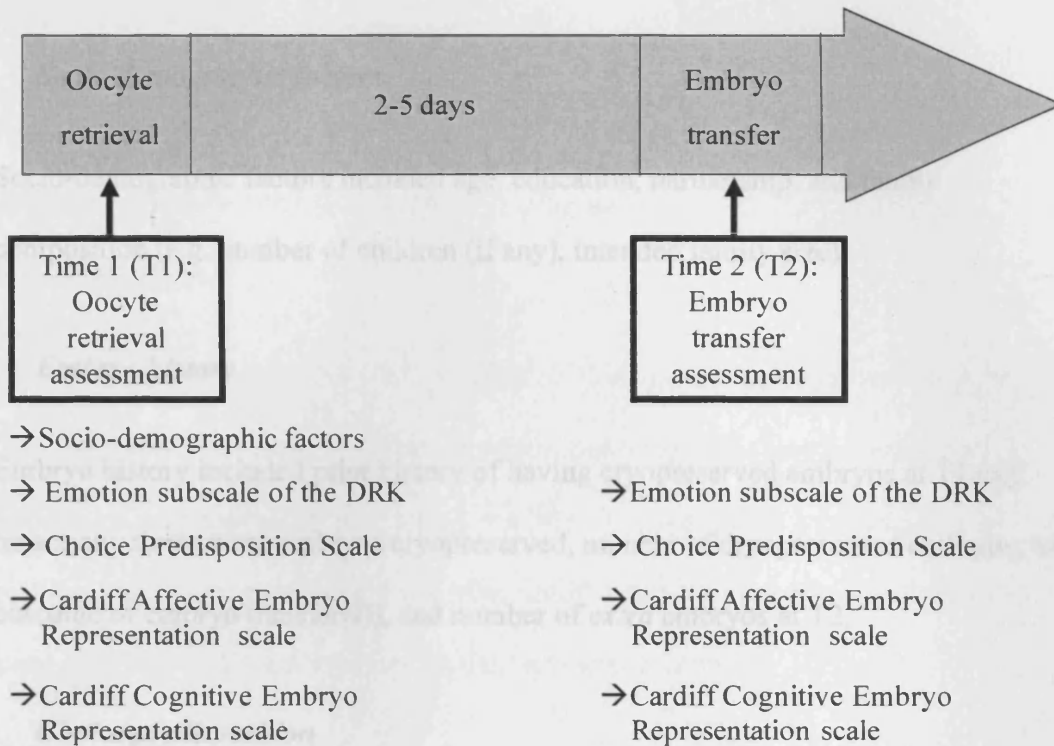 Oocyte
retrieval
2-5 days
Embryo
transfer
Time 1 (T1):
Oocyte
retrieval
assessment
Time 2 (T2):
Embryo
transfer
assessment
→Socio-demographic factors
→ Emotion subscale of the DRK
→ Choice Predisposition Scale
→Cardiff Affective Embryo
Representation scale
→Cardiff Cognitive Embryo
Representation scale
→Emotion subscale of the DRK
→Choice Predisposition Scale
→Cardiff Affective Embryo
Representation scale
→Cardiff Cognitive Embryo
Representation scale